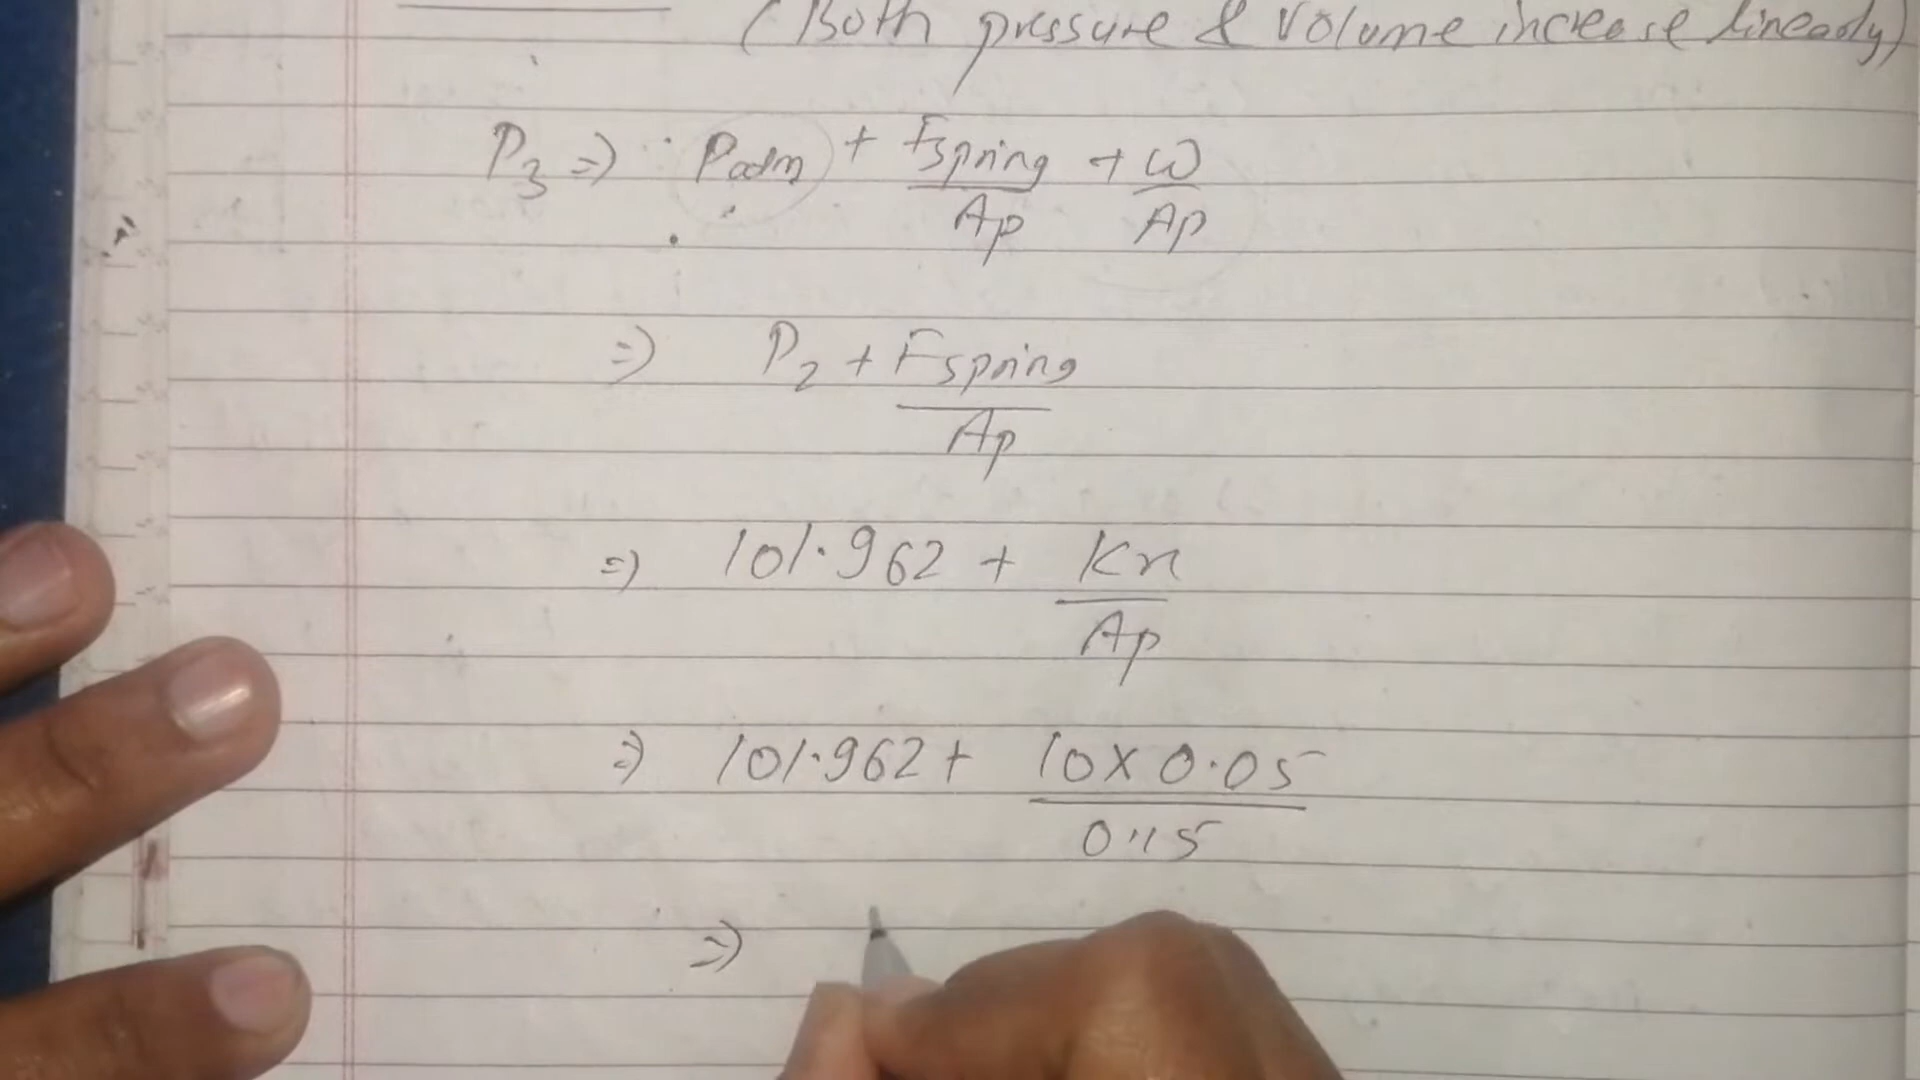 (Both pressure & Volume increase linearly)
P3 => Patm + Fspring/Ap + W/Ap
=> P2 + Fspring/Ap
=> 101.962 + Kx/Ap
=> 101.962 + 10 x 0.05/0.15
=>